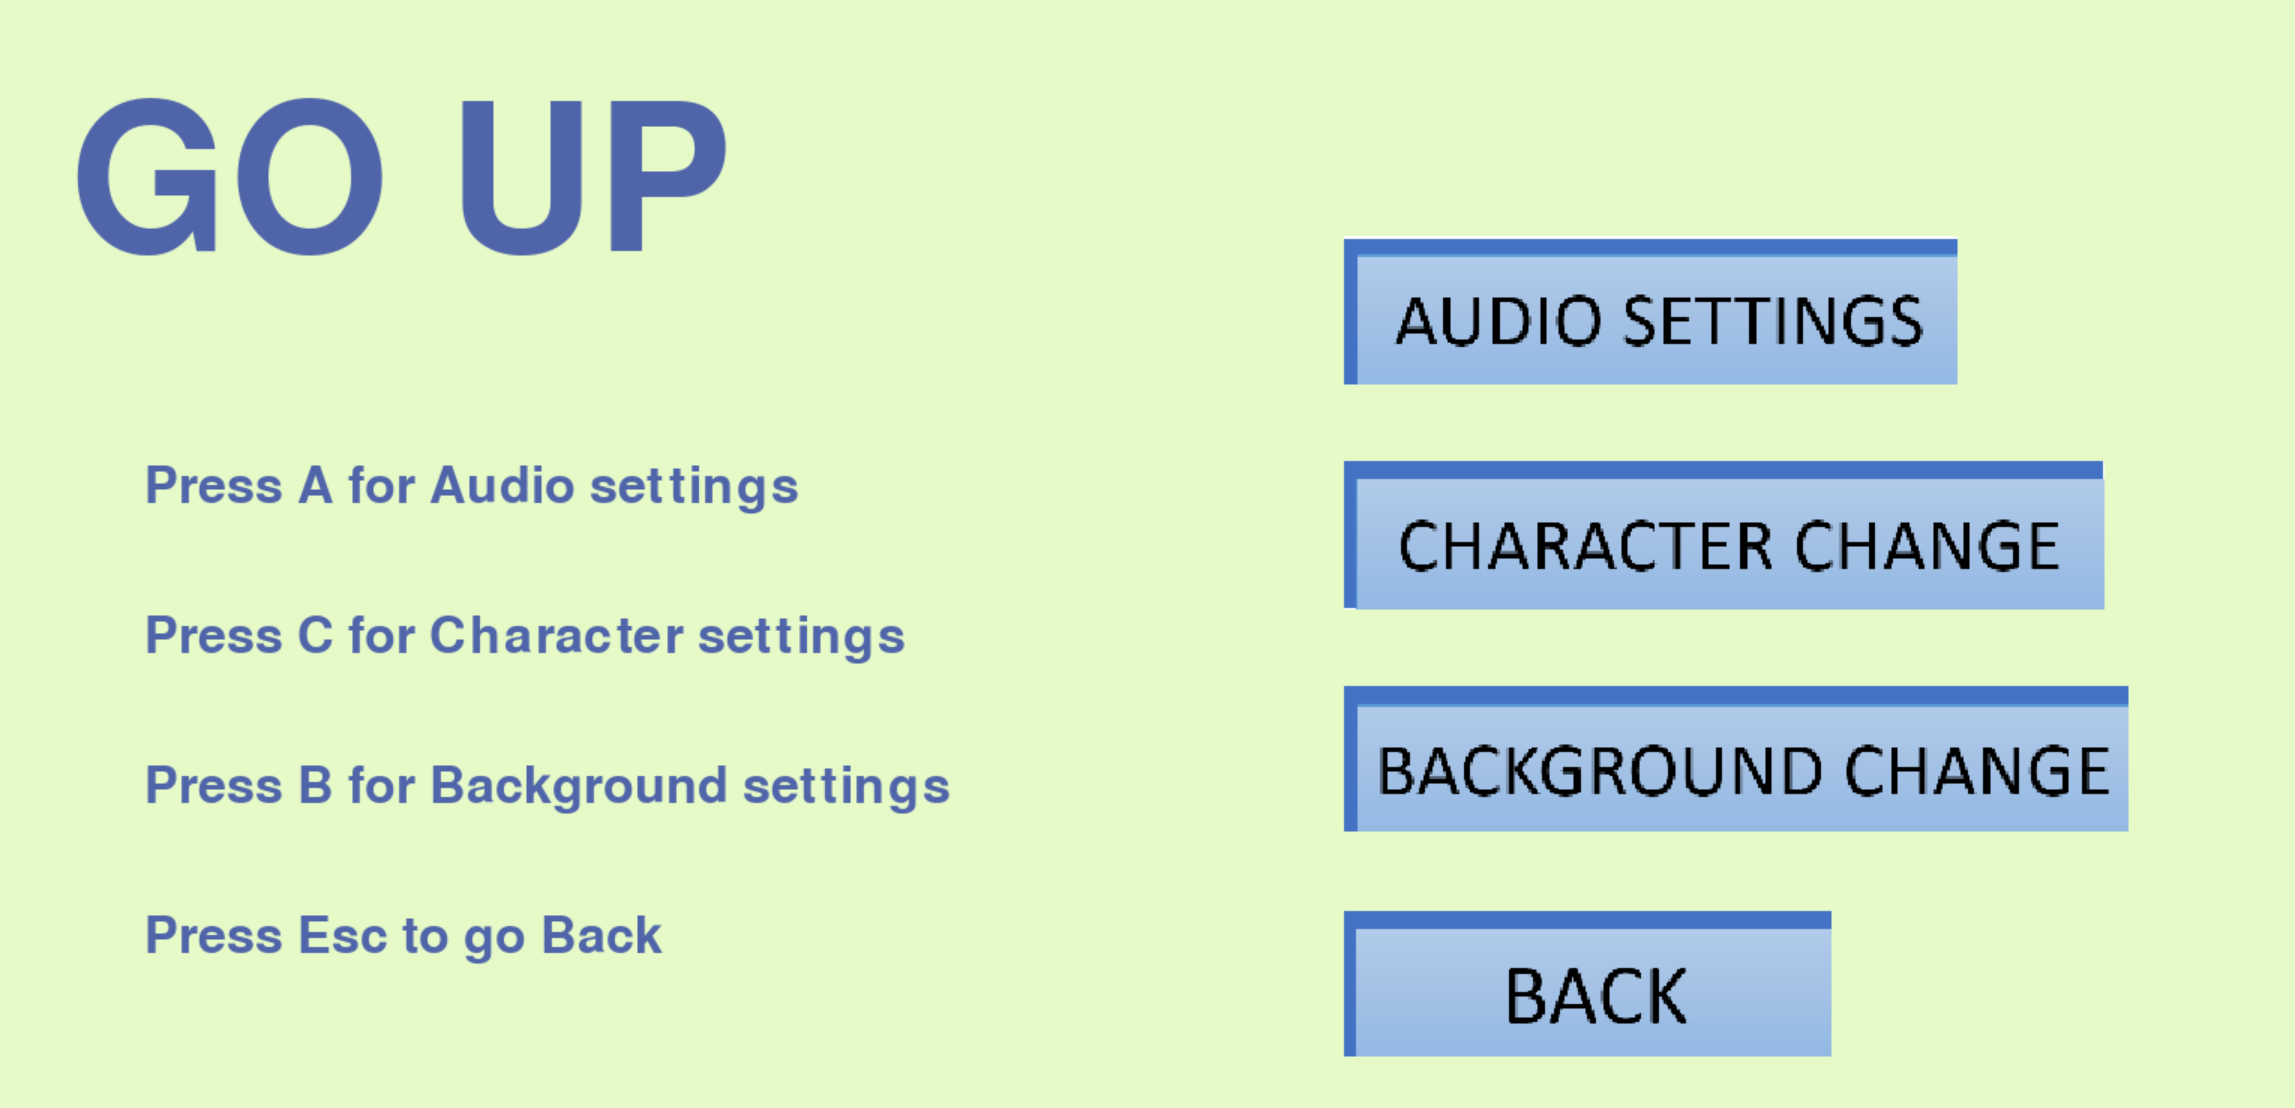 GO UP
Press A for Audio settings
Press C for Character settings
Press B for Background settings
Press Esc to go Back
AUDIO SETTINGS
CHARACTER CHANGE
BACKGROUND CHANGE
BACK